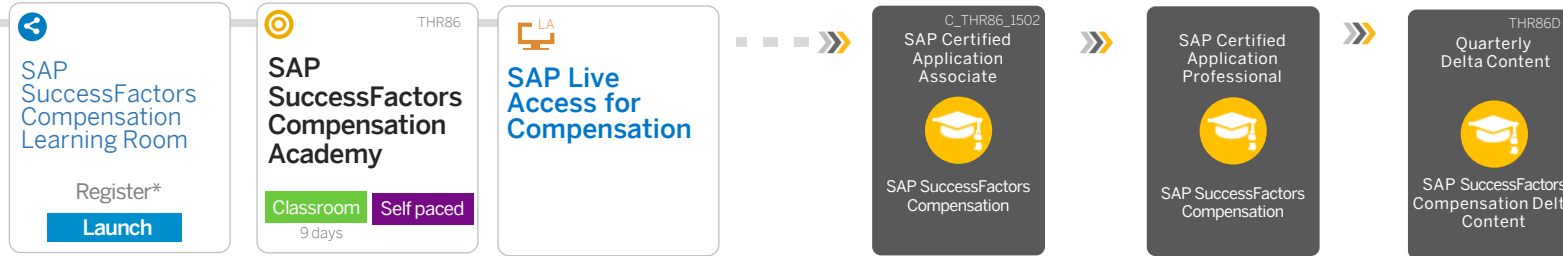 SAP
SuccessFactors
Compensation
Learning Room
Register*
Launch
THR86
SAP
SuccessFactors
Compensation
Academy
Classroom
Self paced
9 days
LA
SAP Live
Access for
Compensation
C_THR86_1502
SAP Certified
Application
Associate
SAP SuccessFactors
Compensation
SAP Certified
Application
Professional
SAP SuccessFactors
Compensation
THR86D
Quarterly
Delta Content
SAP SuccessFactors
Compensation Delt
Content